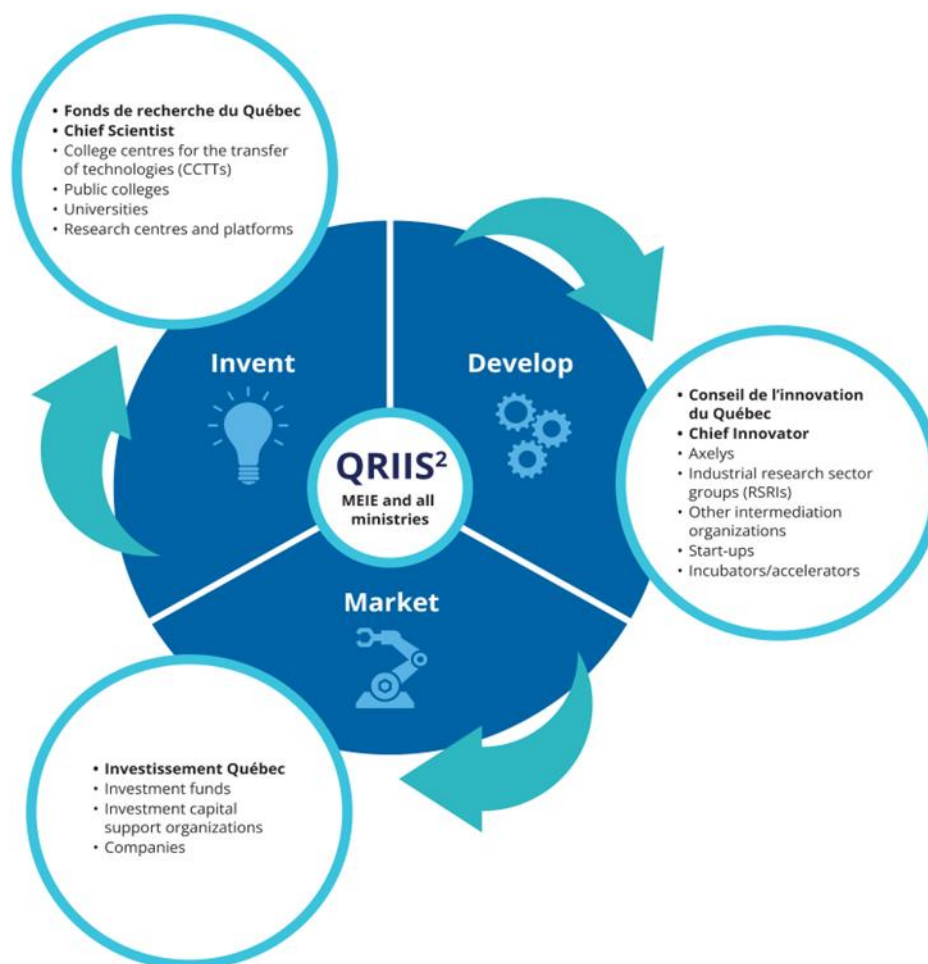 • Fonds de recherche du Québec
• Chief Scientist
• College centres for the transfer
of technologies (CCTTs)
• Public colleges
• Universities
• Research centres and platforms
Invent
Develop
• Conseil de l'innovation
du Québec
• Chief Innovator
• Axelys
• Industrial research sector
groups (RSRIs)
• Other intermediation
organizations
• Start-ups
• Incubators/accelerators
QRIIS²
MEIE and all
ministries
Market
• Investissement Québec
• Investment funds
• Investment capital
support organizations
• Companies